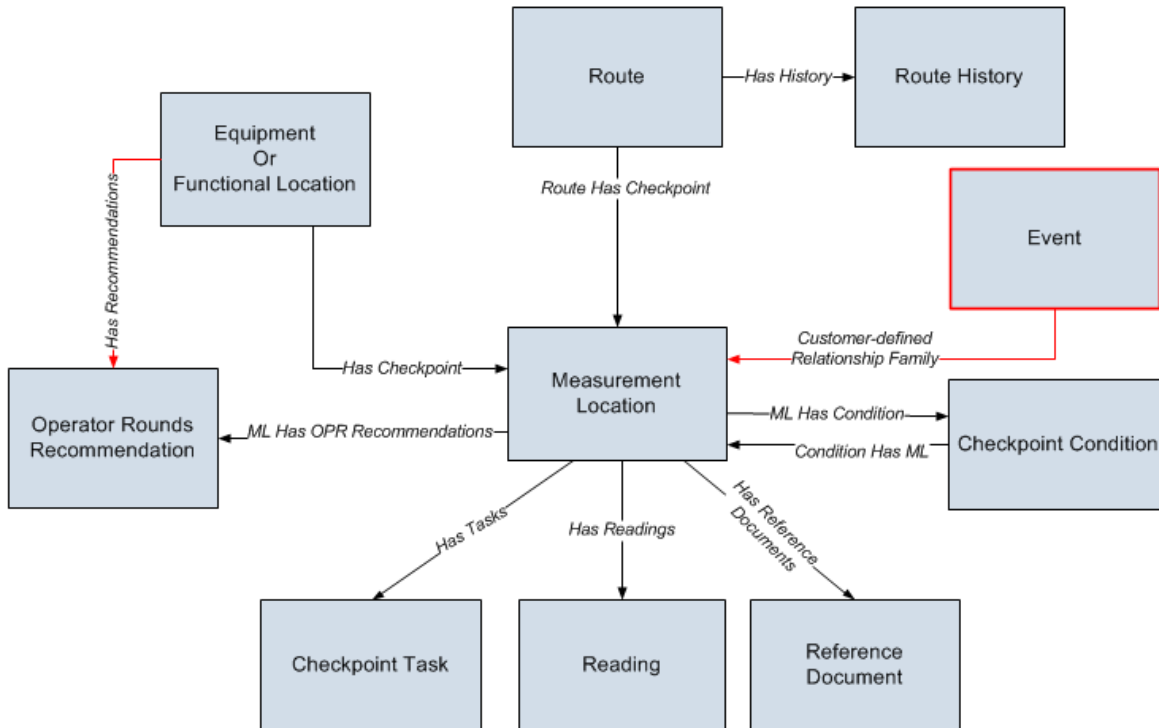 Route
Has History
Route History
Equipment
Or
Functional Location
Has Recommendations
Route Has Checkpoint
Event
Customer-defined
Relationship Family
Has Checkpoint
Measurement
Location
Operator Rounds
Recommendation
ML Has OPR Recommendations
ML Has Condition
Condition Has ML
Checkpoint Condition
Has Tasks
Has Readings
Has Reference
Documents
Checkpoint Task
Reading
Reference
Document